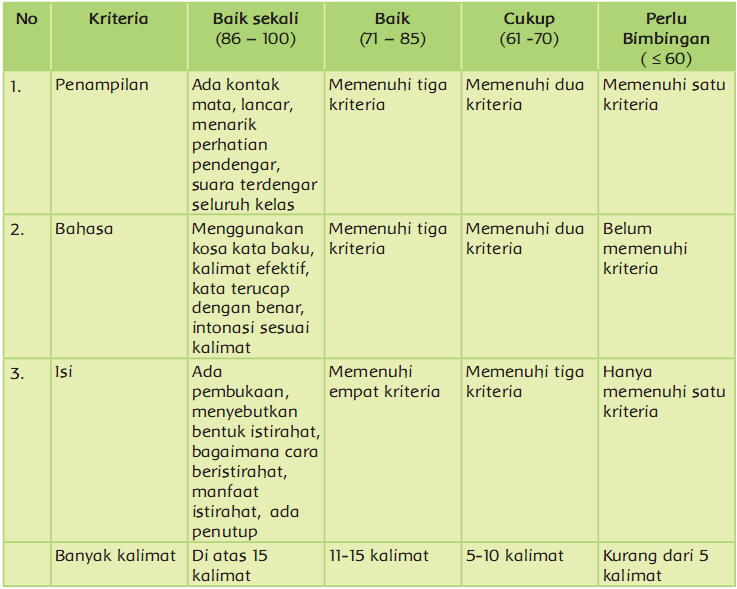 No
Kriteria
Baik sekali
(86 – 100)
Baik
(71 – 85)
Cukup
(61 -70)
Perlu
Bimbingan
( ≤ 60)
1.
Penampilan
Ada kontak
mata, lancar,
menarik
perhatian
pendengar,
suara terdengar
seluruh kelas
Memenuhi tiga
kriteria
Memenuhi dua
kriteria
Memenuhi satu
kriteria
2.
Bahasa
Menggunakan
kosa kata baku,
kalimat efektif,
kata terucap
dengan benar,
intonasi sesuai
kalimat
Memenuhi tiga
kriteria
Memenuhi dua
kriteria
Belum
memenuhi
kriteria
3.
Isi
Ada
pembukaan,
menyebutkan
bentuk istirahat,
bagaimana cara
beristirahat,
manfaat
istirahat, ada
penutup
Memenuhi
empat kriteria
Memenuhi tiga
kriteria
Hanya
memenuhi satu
kriteria
Banyak kalimat
Di atas 15
kalimat
11-15 kalimat
5-10 kalimat
Kurang dari 5
kalimat